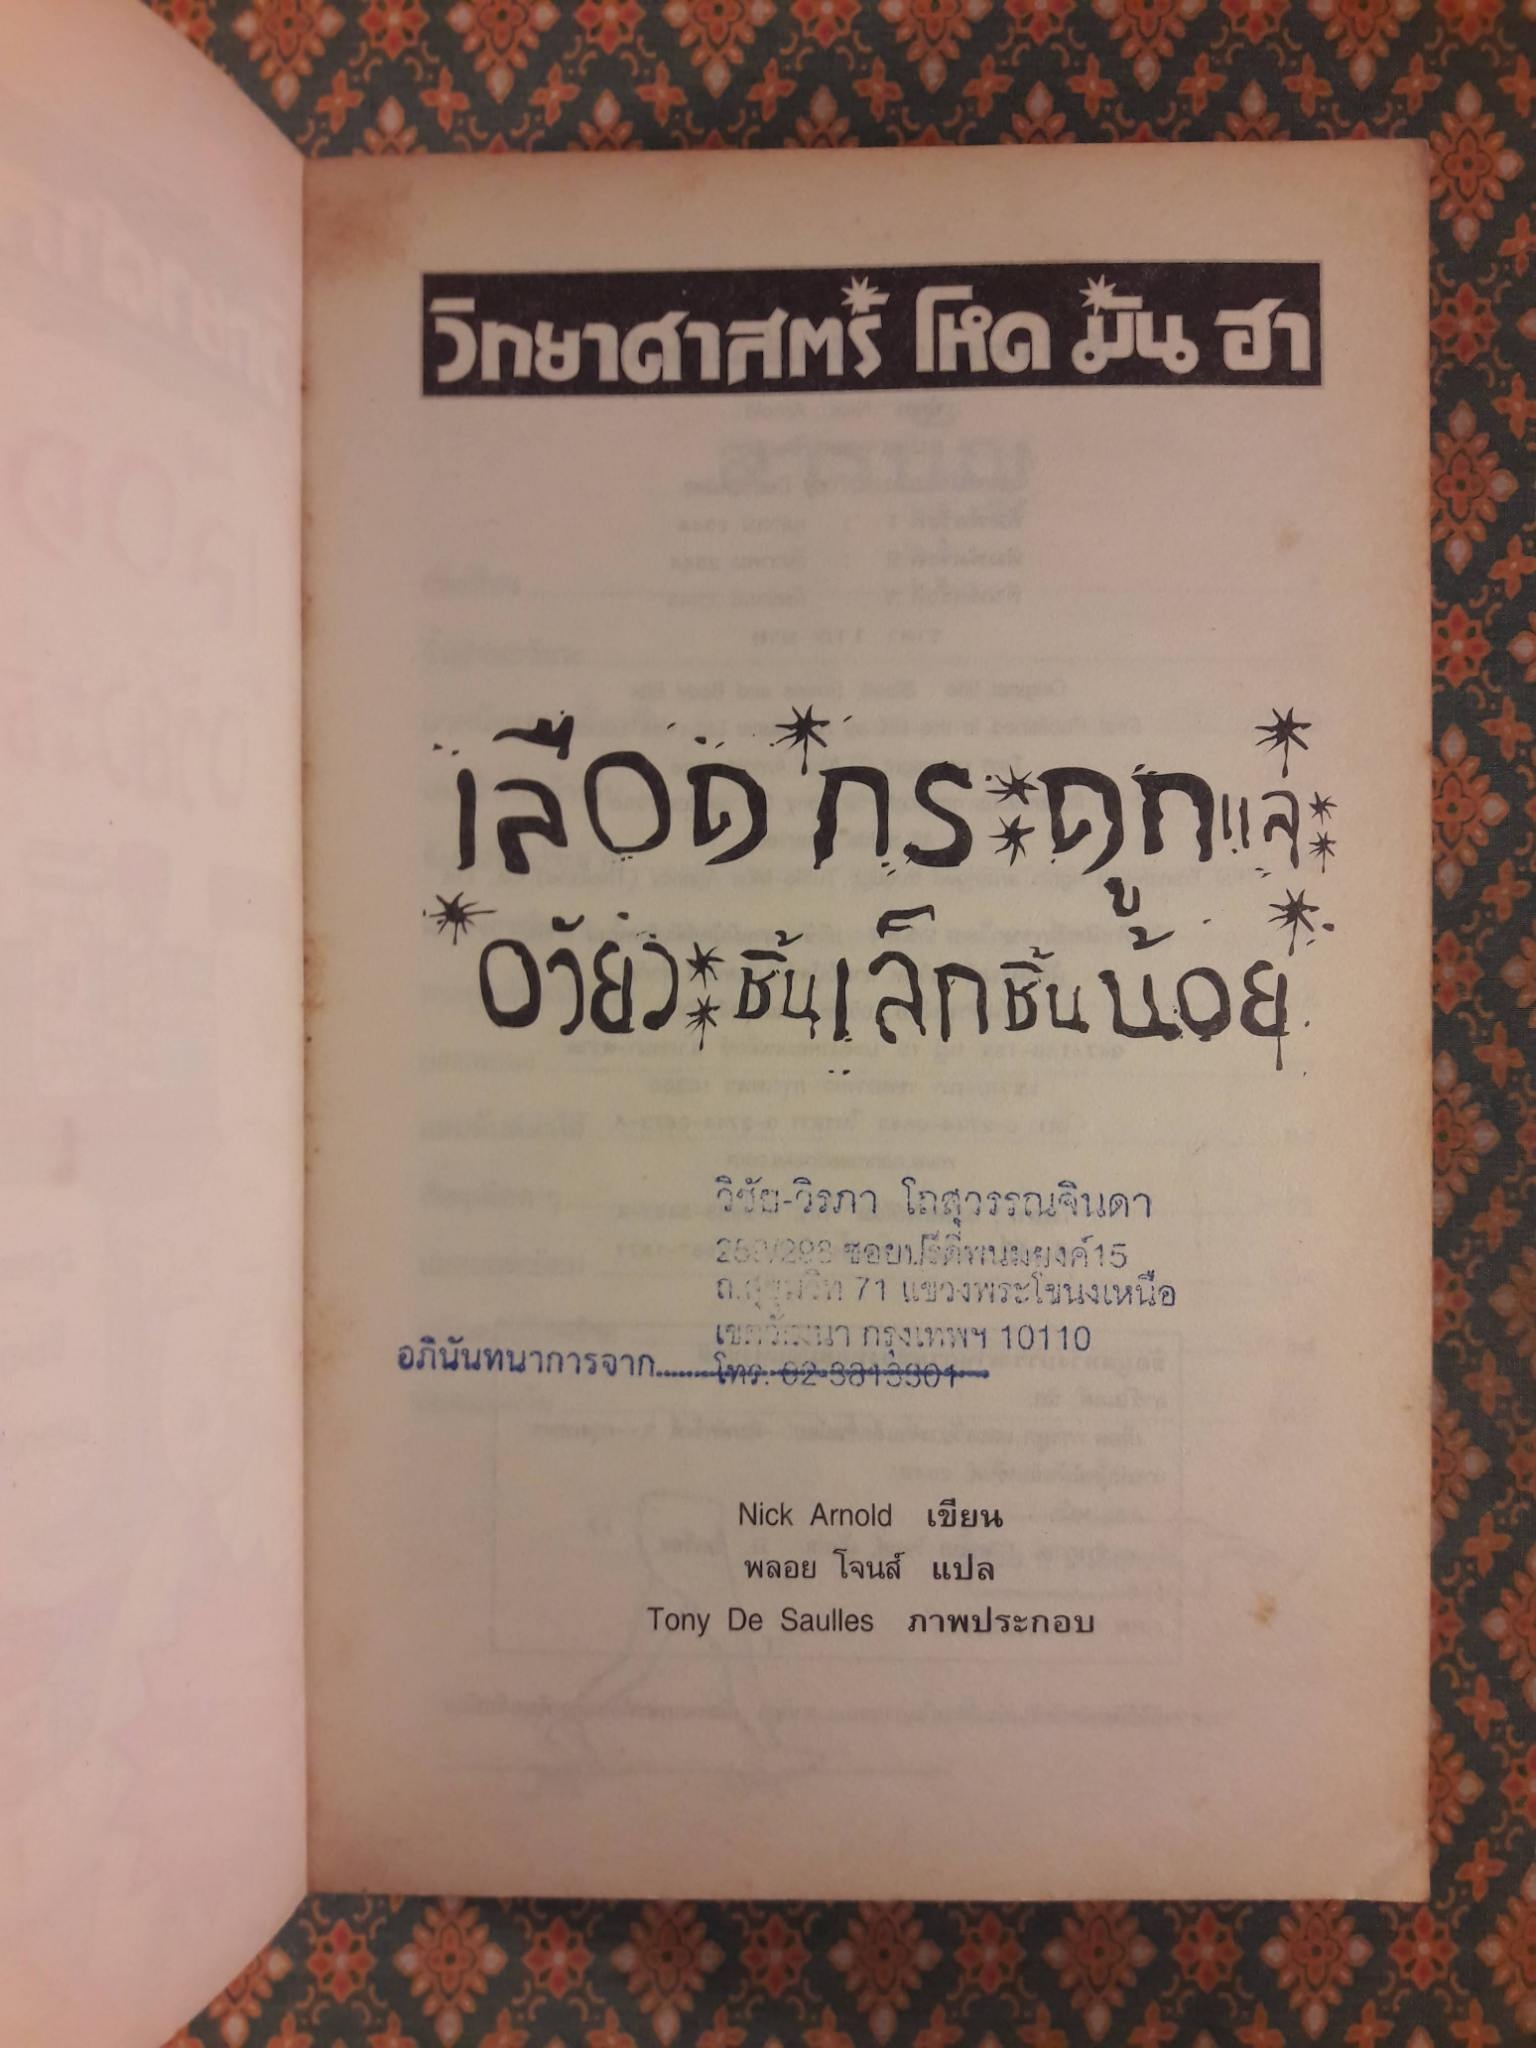 วิทยาศาสตร์ โหด มัน ฮา
เลือด กระดูกและ
อวัยวะชิ้นเล็กชิ้นน้อย
วิชัย-วิรภา โถสุวรรณจินดา
259/298 ซอยปรีดีพนมยงค์15
ถ.สุขุมวิท 71 แขวงพระโขนงเหนือ
เขตวัฒนา กรุงเทพฯ 10110
อภินันทนาการจาก........โทร. 02-3813301
Nick Arnold เขียน
พลอย โจนส์ แปล
Tony De Saulles ภาพประกอบ